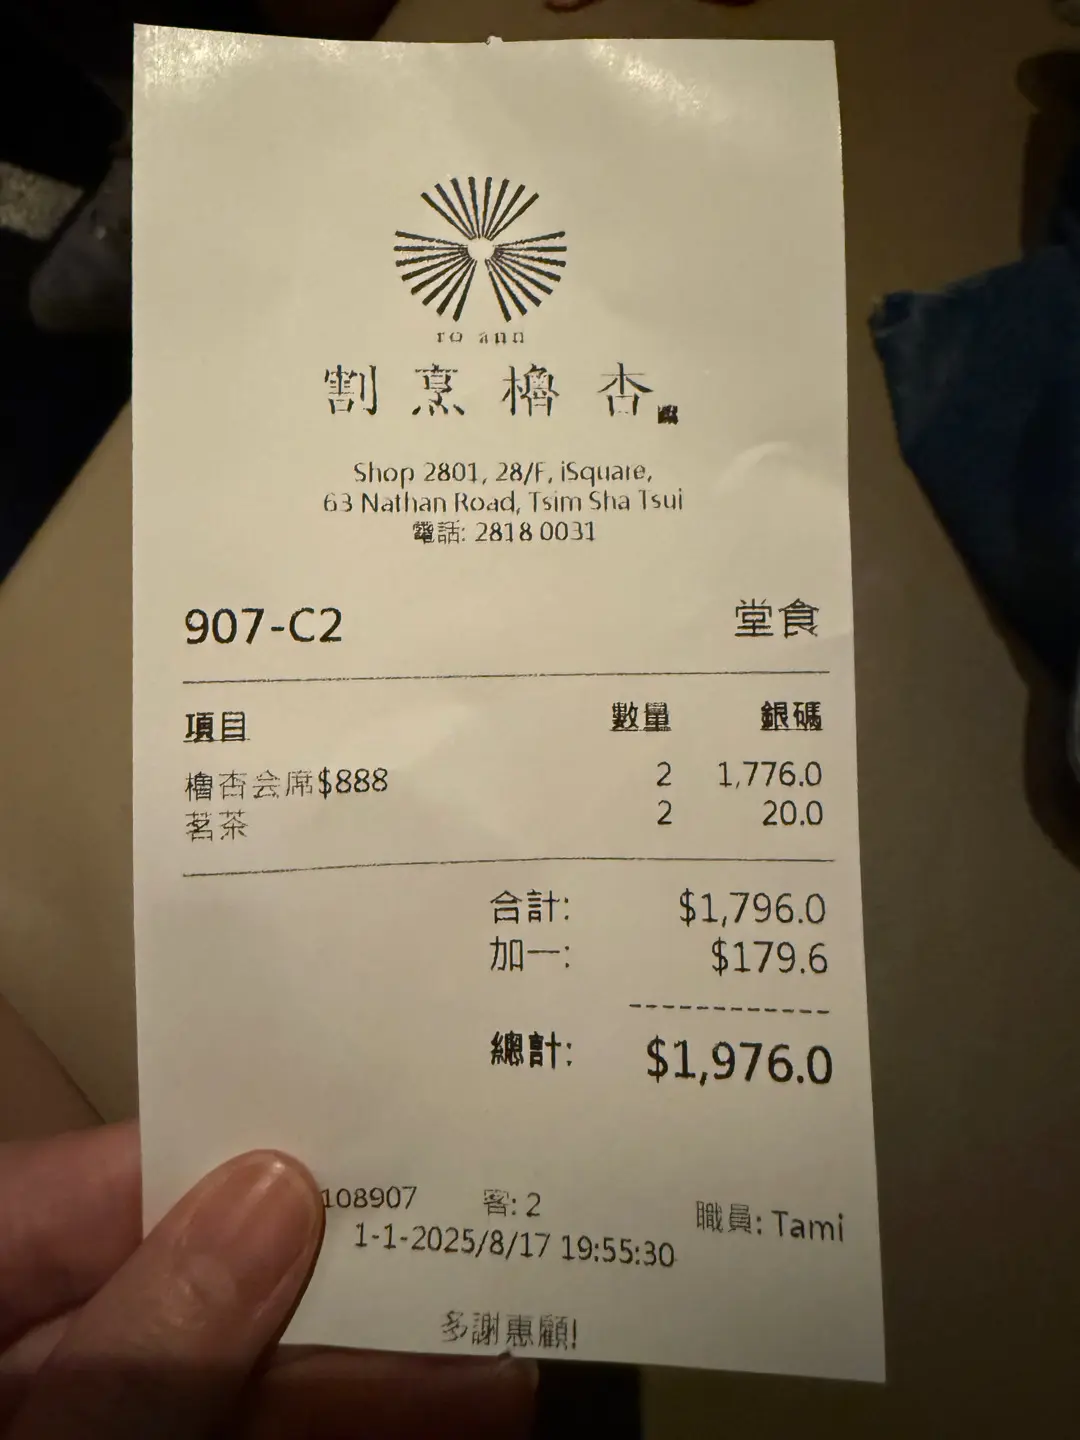 ro ann
割烹櫓杏
Shop 2801, 28/F, iSquare,
63 Nathan Road, Tsim Sha Tsui
電話: 2818 0031
907-C2 堂食
項目 數量 銀碼
櫓杏会席$888 2 1,776.0
茗茶 2 20.0
合計: $1,796.0
加一: $179.6
------------
總計: $1,976.0
108907 客: 2 職員: Tami
1-1-2025/8/17 19:55:30
多謝惠顧!